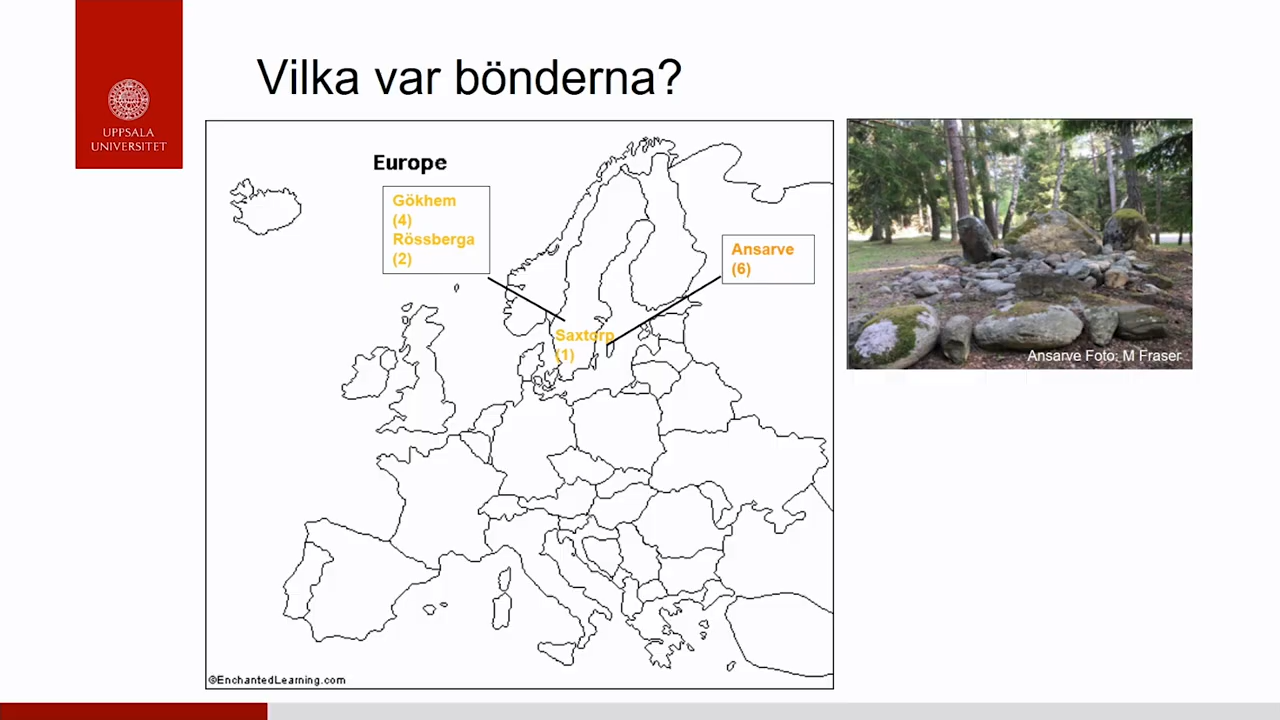 Vilka var bönderna?
UPPSALA
UNIVERSITET
Europe
Gökhem
(4)
Rössberga
(2)
Ansarve
(6)
Saxtorp
(1)
©EnchantedLearning.com
Ansarve Foto: M Fraser